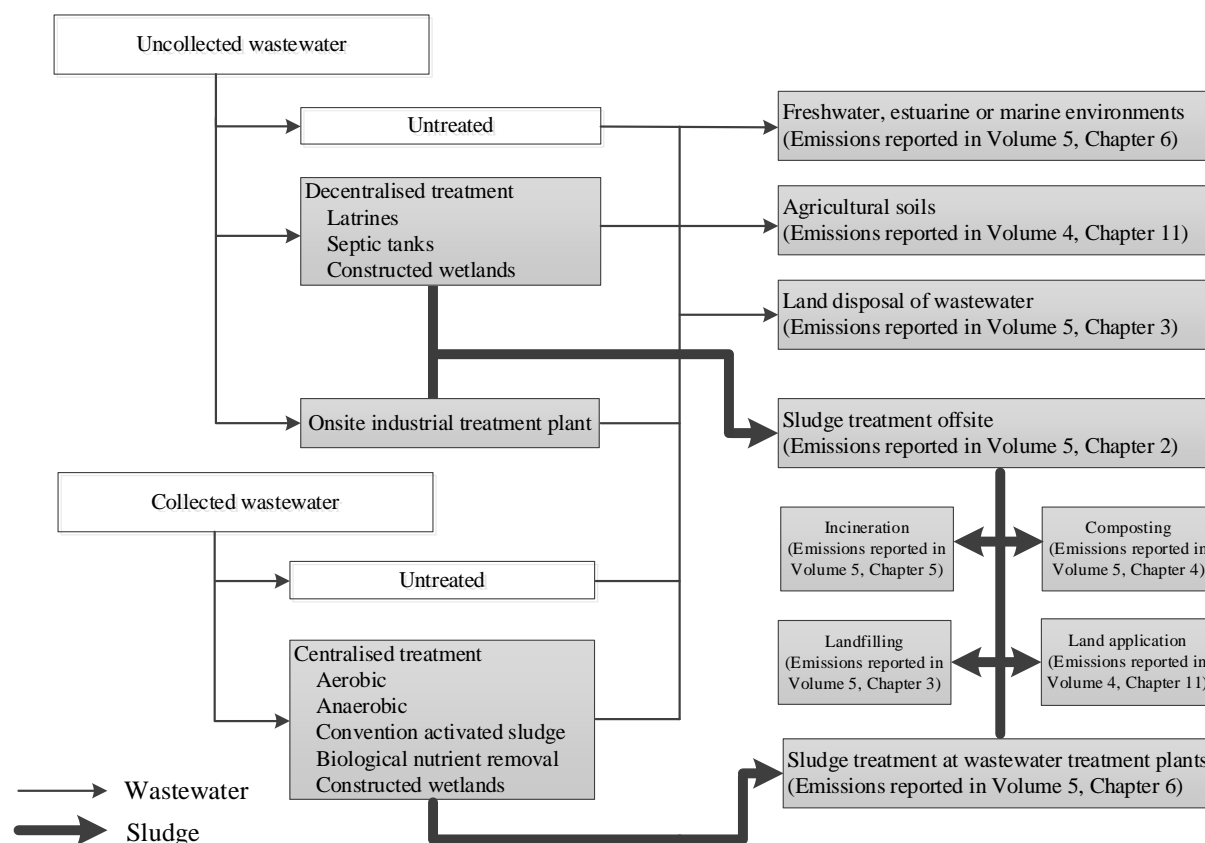 Uncollected wastewater
Untreated
Decentralised treatment
Latrines
Septic tanks
Constructed wetlands
Onsite industrial treatment plant
Collected wastewater
Untreated
Centralised treatment
Aerobic
Anaerobic
Convention activated sludge
Biological nutrient removal
Constructed wetlands
Wastewater
Sludge
Freshwater, estuarine or marine environments
(Emissions reported in Volume 5, Chapter 6)
Agricultural soils
(Emissions reported in Volume 4, Chapter 11)
Land disposal of wastewater
(Emissions reported in Volume 5, Chapter 3)
Sludge treatment offsite
(Emissions reported in Volume 5, Chapter 2)
Incineration
(Emissions reported in
Volume 5, Chapter 5)
Composting
(Emissions reported in
Volume 5, Chapter 4)
Landfilling
(Emissions reported in
Volume 5, Chapter 3)
Land application
(Emissions reported in
Volume 4, Chapter 11)
Sludge treatment at wastewater treatment plants
(Emissions reported in Volume 5, Chapter 6)